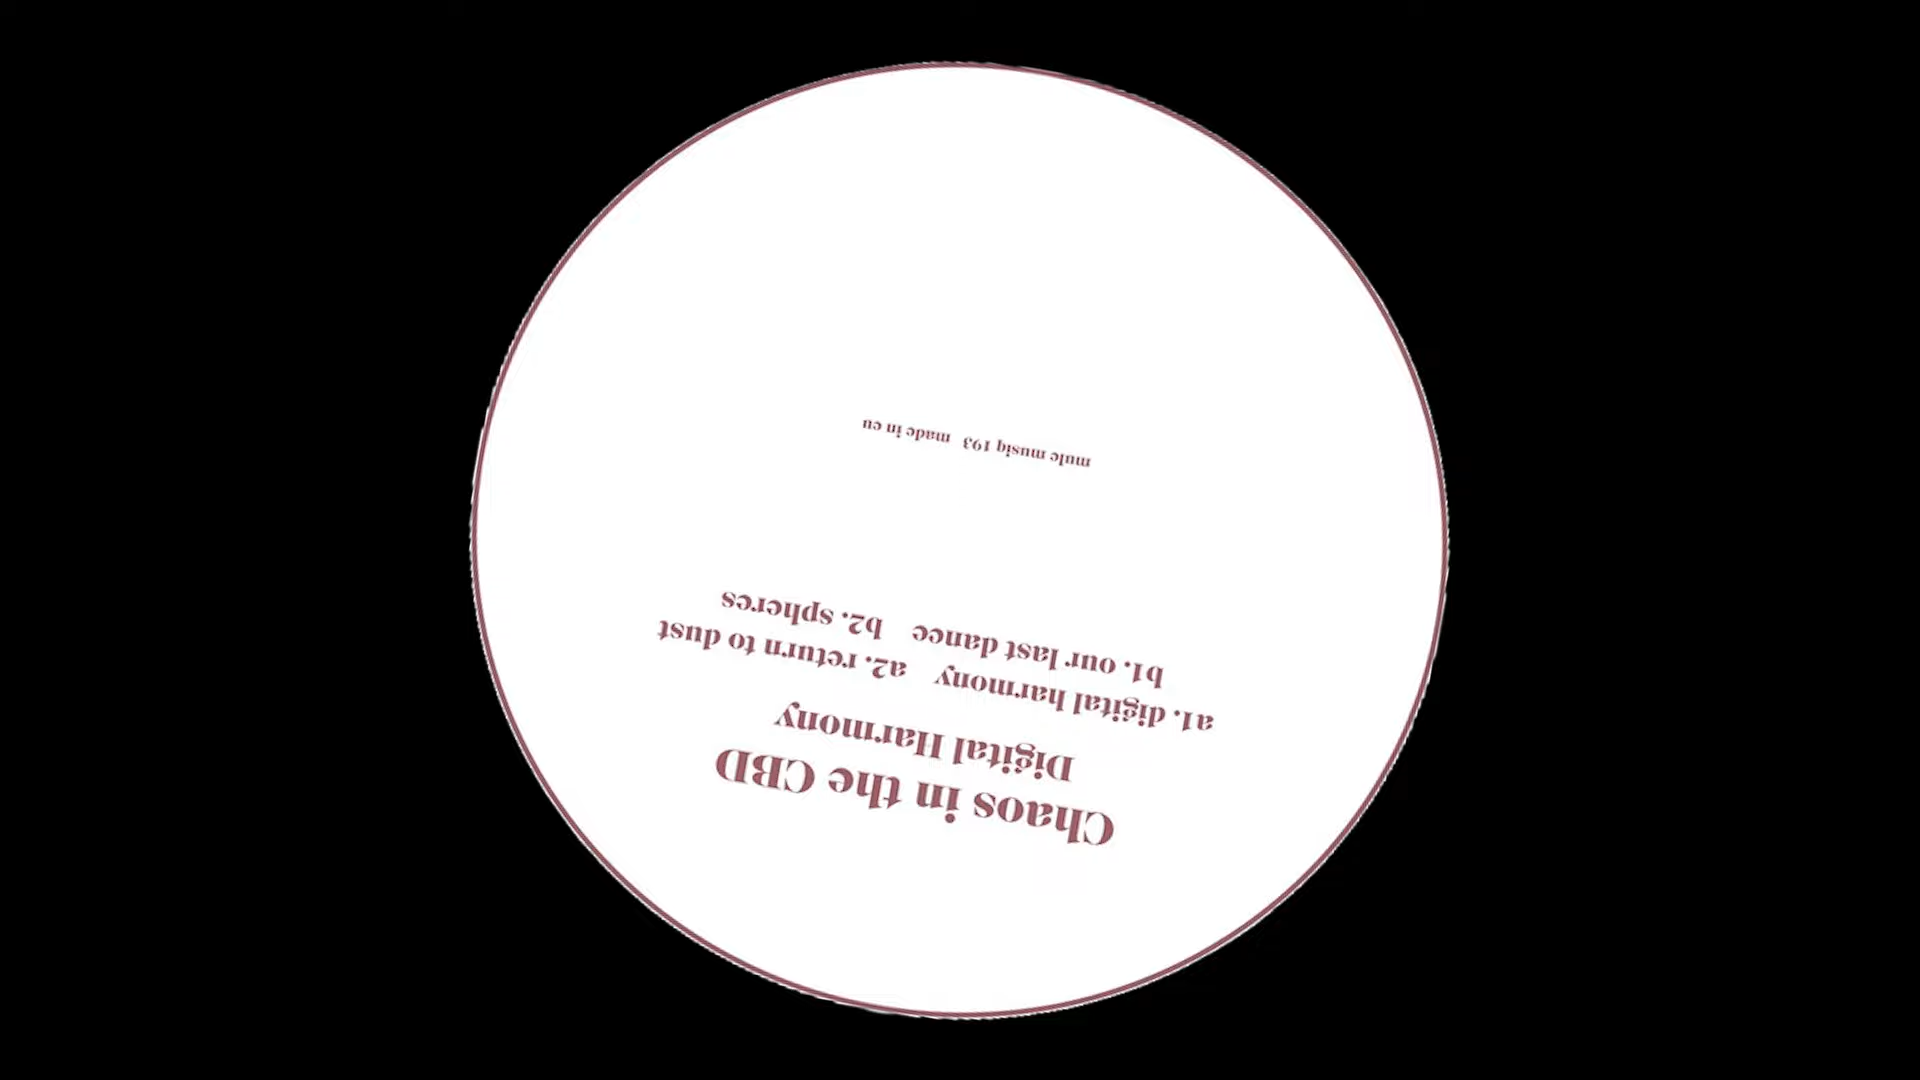 Chaos in the CBD
Digital Harmony
a1. digital harmony a2. return to dust
b1. our last dance b2. spheres
mule musiq 193 made in eu